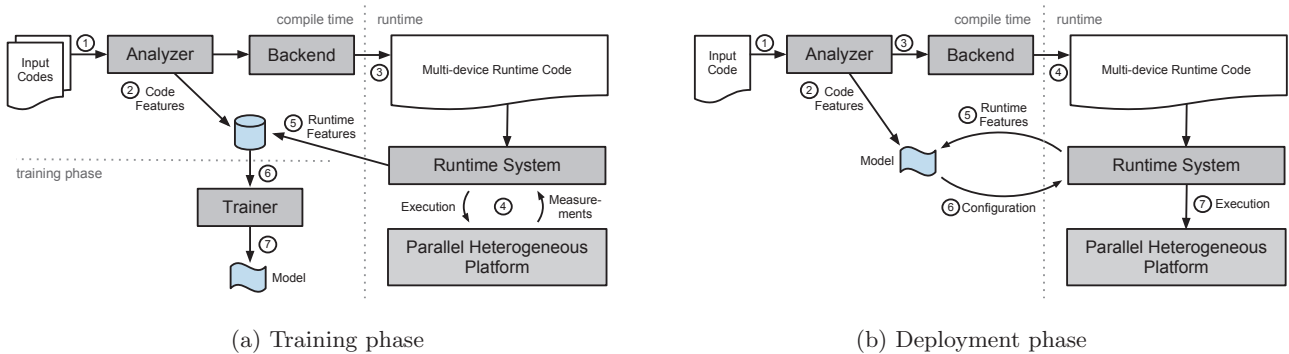 compile time
runtime
①
Input
Codes
Analyzer
Backend
③
Multi-device Runtime Code
② Code
Features
⑤ Runtime
Features
training phase
⑥
Runtime System
Trainer
Execution
④
Measure-
ments
⑦
Model
Parallel Heterogeneous
Platform
(a) Training phase
compile time
runtime
①
Input
Code
Analyzer
③
Backend
④
Multi-device Runtime Code
② Code
Features
⑤ Runtime
Features
Model
Runtime System
⑥ Configuration
⑦ Execution
Parallel Heterogeneous
Platform
(b) Deployment phase